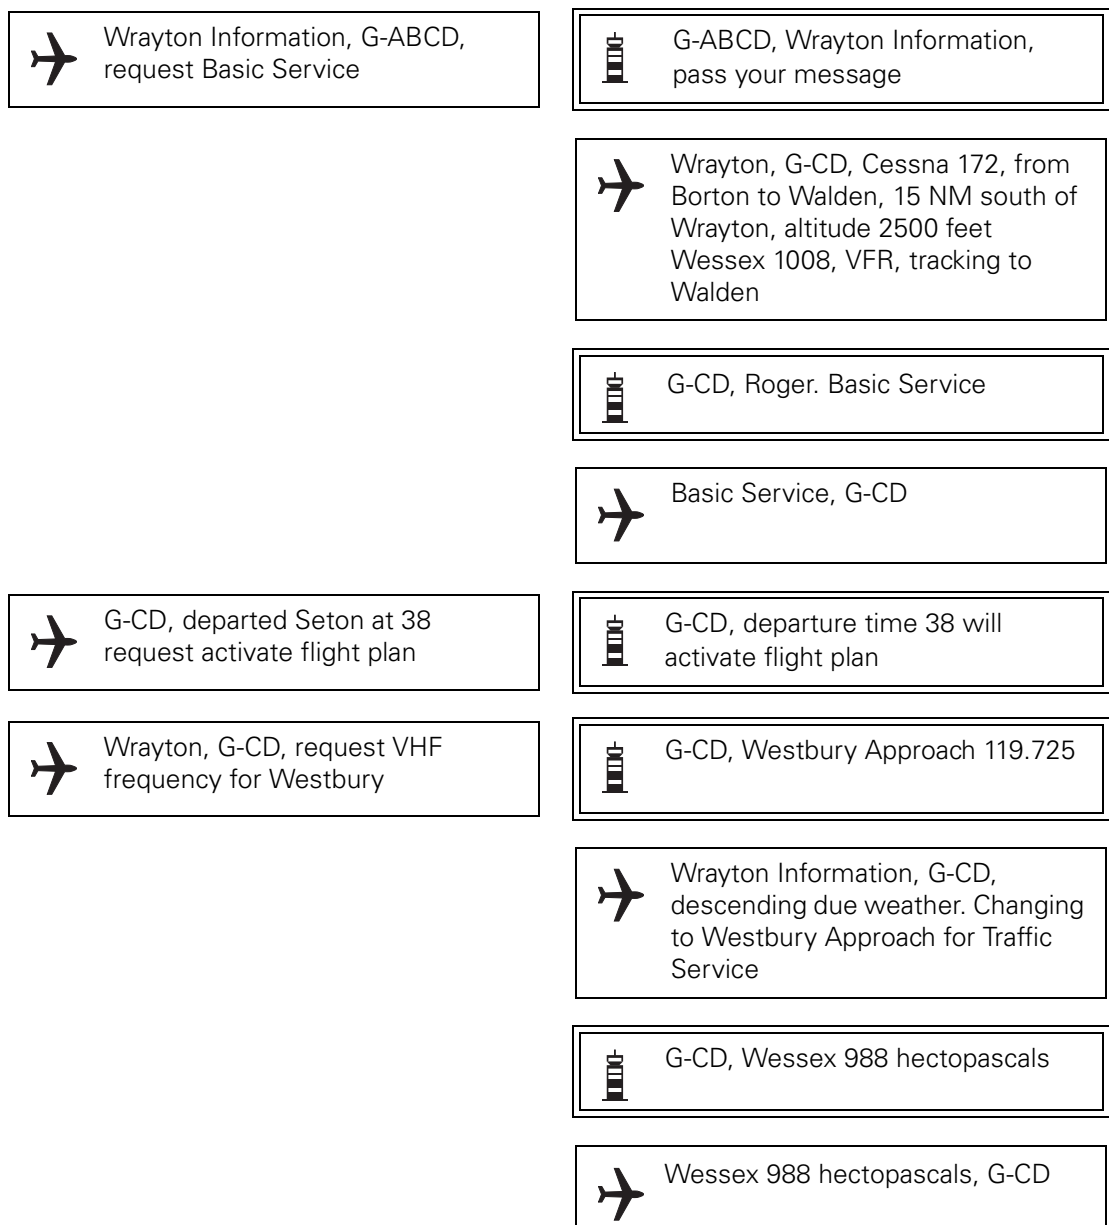 Wrayton Information, G-ABCD,
request Basic Service
G-ABCD, Wrayton Information,
pass your message
Wrayton, G-CD, Cessna 172, from
Borton to Walden, 15 NM south of
Wrayton, altitude 2500 feet
Wessex 1008, VFR, tracking to
Walden
G-CD, Roger. Basic Service
Basic Service, G-CD
G-CD, departed Seton at 38
request activate flight plan
G-CD, departure time 38 will
activate flight plan
Wrayton, G-CD, request VHF
frequency for Westbury
G-CD, Westbury Approach 119.725
Wrayton Information, G-CD,
descending due weather. Changing
to Westbury Approach for Traffic
Service
G-CD, Wessex 988 hectopascals
Wessex 988 hectopascals, G-CD